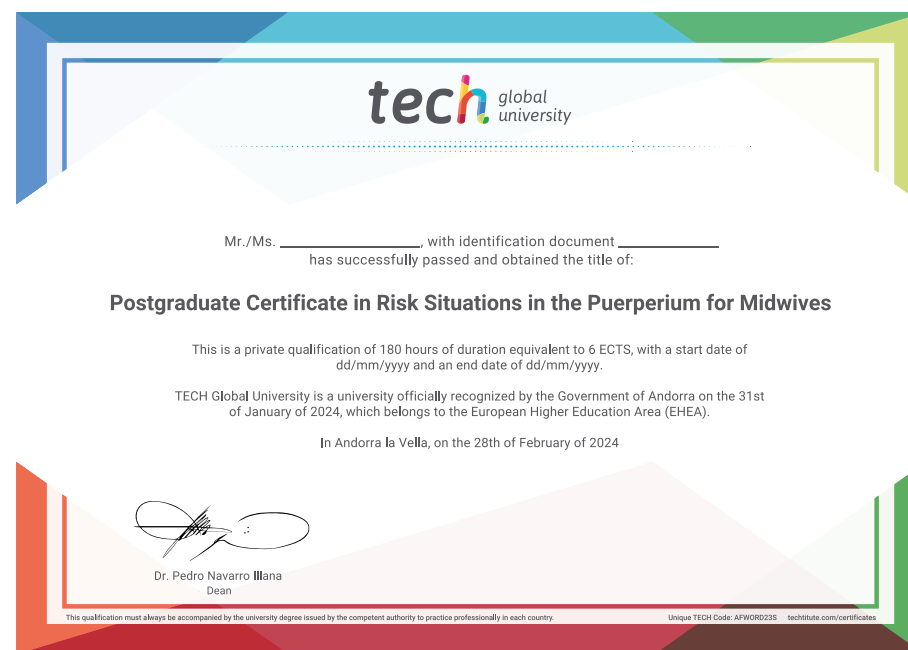 tech global university
Mr./Ms. ____________________, with identification document ______________
has successfully passed and obtained the title of:
Postgraduate Certificate in Risk Situations in the Puerperium for Midwives
This is a private qualification of 180 hours of duration equivalent to 6 ECTS, with a start date of
dd/mm/yyyy and an end date of dd/mm/yyyy.
TECH Global University is a university officially recognized by the Government of Andorra on the 31st
of January of 2024, which belongs to the European Higher Education Area (EHEA).
In Andorra la Vella, on the 28th of February of 2024
Dr. Pedro Navarro Illana
Dean
This qualification must always be accompanied by the university degree issued by the competent authority to practice professionally in each country. Unique TECH Code: AFWORD23S techtitute.com/certificates